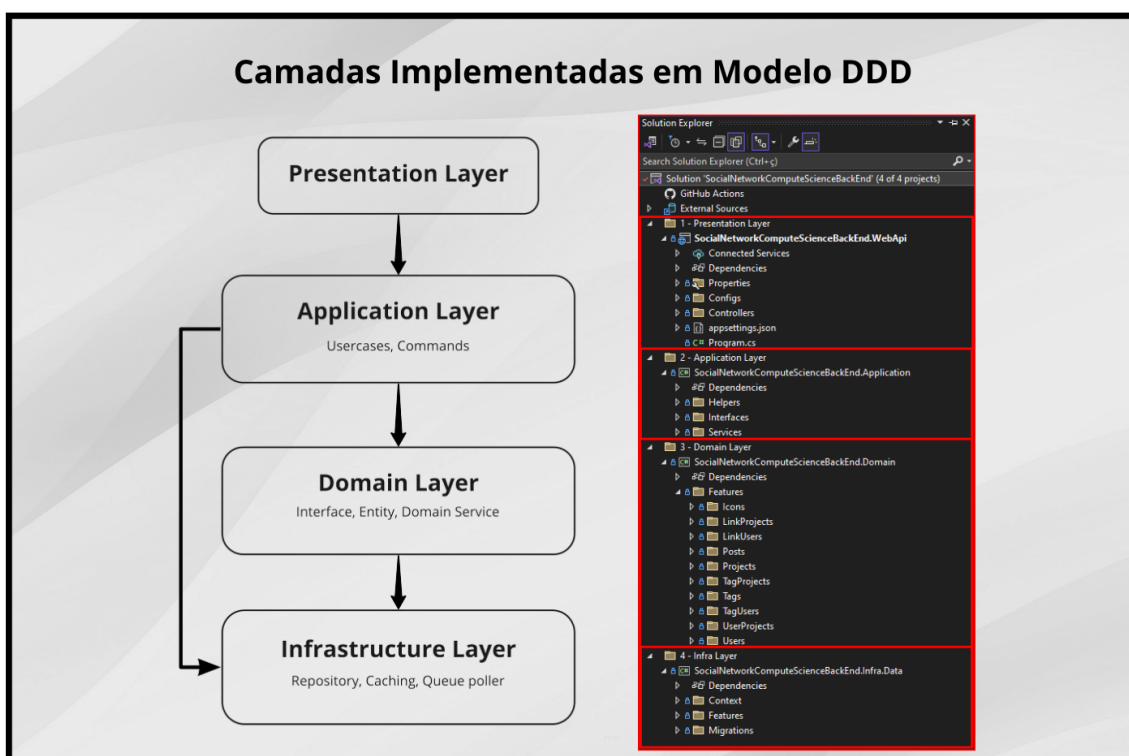 Camadas Implementadas em Modelo DDD
Presentation Layer
Application Layer
Usercases, Commands
Domain Layer
Interface, Entity, Domain Service
Infrastructure Layer
Repository, Caching, Queue poller
Solution Explorer
Search Solution Explorer (Ctrl+ç)
Solution 'SocialNetworkComputeScienceBackEnd' (4 of 4 projects)
GitHub Actions
External Sources
1 - Presentation Layer
SocialNetworkComputeScienceBackEnd.WebApi
Connected Services
Dependencies
Properties
Configs
Controllers
appsettings.json
C# Program.cs
2 - Application Layer
C# SocialNetworkComputeScienceBackEnd.Application
Dependencies
Helpers
Interfaces
Services
3 - Domain Layer
C# SocialNetworkComputeScienceBackEnd.Domain
Dependencies
Features
Icons
LinkProjects
LinkUsers
Posts
Projects
TagProjects
Tags
TagUsers
UserProjects
Users
4 - Infra Layer
C# SocialNetworkComputeScienceBackEnd.Infra.Data
Dependencies
Context
Features
Migrations